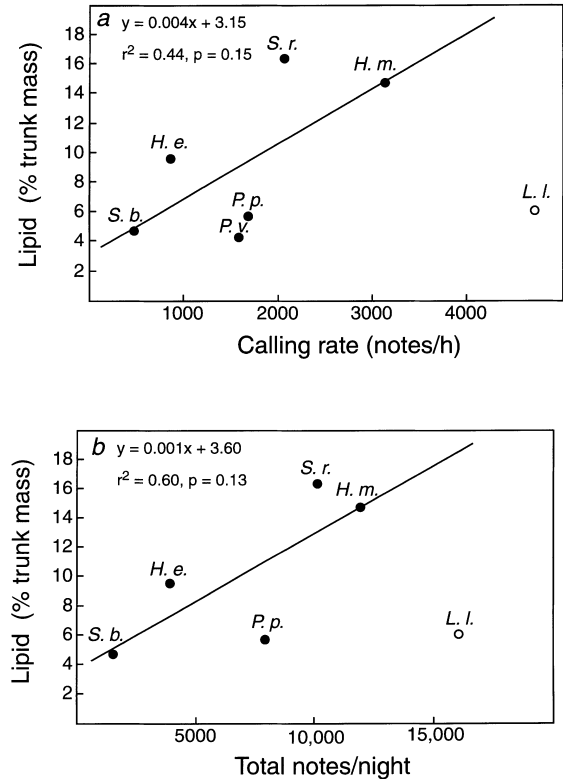 a y = 0.004x + 3.15
r² = 0.44, p = 0.15
S. r.
H. m.
H. e.
P. p.
P. v.
S. b.
L. l.
18
16
14
12
10
8
6
4
2
Lipid (% trunk mass)
1000 2000 3000 4000
Calling rate (notes/h)
b y = 0.001x + 3.60
r² = 0.60, p = 0.13
S. r.
H. m.
H. e.
P. p.
S. b.
L. l.
18
16
14
12
10
8
6
4
2
Lipid (% trunk mass)
5000 10,000 15,000
Total notes/night